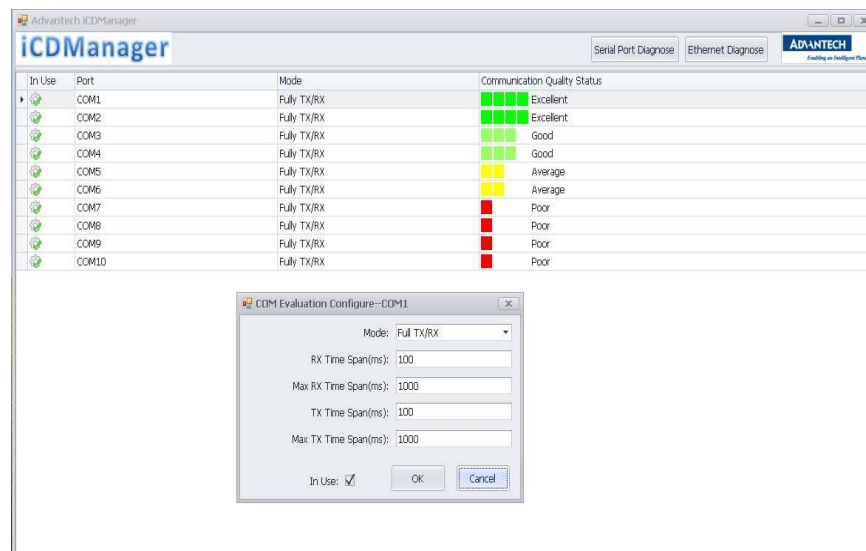 Advantech iCDManager
iCDManager
Serial Port Diagnose Ethernet Diagnose
ADVANTECH
Enabling an Intelligent Plane
In Use Port Mode Communication Quality Status
COM1 Fully TX/RX Excellent
COM2 Fully TX/RX Excellent
COM3 Fully TX/RX Good
COM4 Fully TX/RX Good
COM5 Fully TX/RX Average
COM6 Fully TX/RX Average
COM7 Fully TX/RX Poor
COM8 Fully TX/RX Poor
COM9 Fully TX/RX Poor
COM10 Fully TX/RX Poor
COM Evaluation Configure--COM1
Mode: Full TX/RX
RX Time Span(ms): 100
Max RX Time Span(ms): 1000
TX Time Span(ms): 100
Max TX Time Span(ms): 1000
In Use: OK Cancel